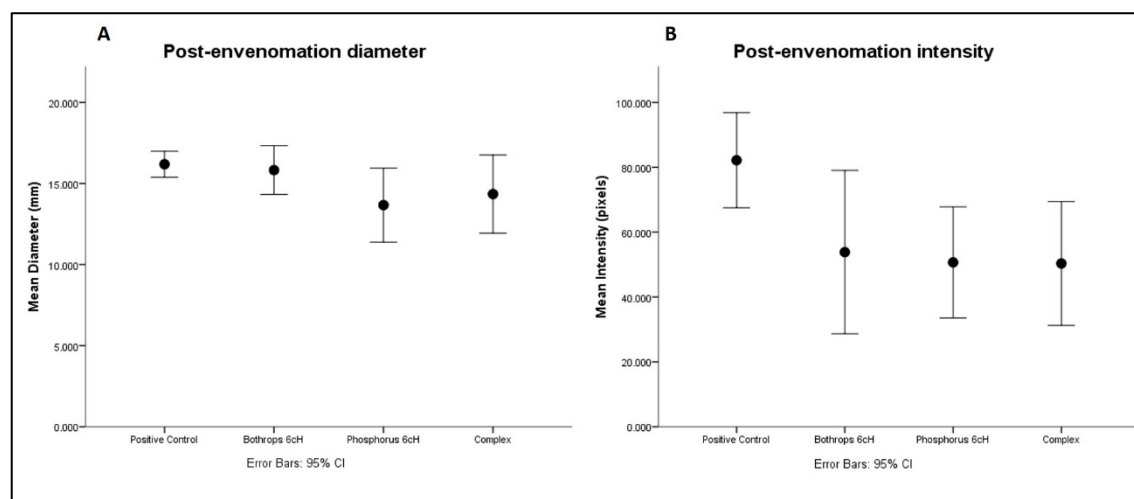 A
Post-envenomation diameter
Mean Diameter (mm)
20.000
15.000
10.000
5.000
0.000
Positive Control
Bothrops 6cH
Phosphorus 6cH
Complex
Error Bars: 95% CI
B
Post-envenomation intensity
Mean Intensity (pixels)
100.000
80.000
60.000
40.000
20.000
0.000
Positive Control
Bothrops 6cH
Phosphorus 6cH
Complex
Error Bars: 95% CI